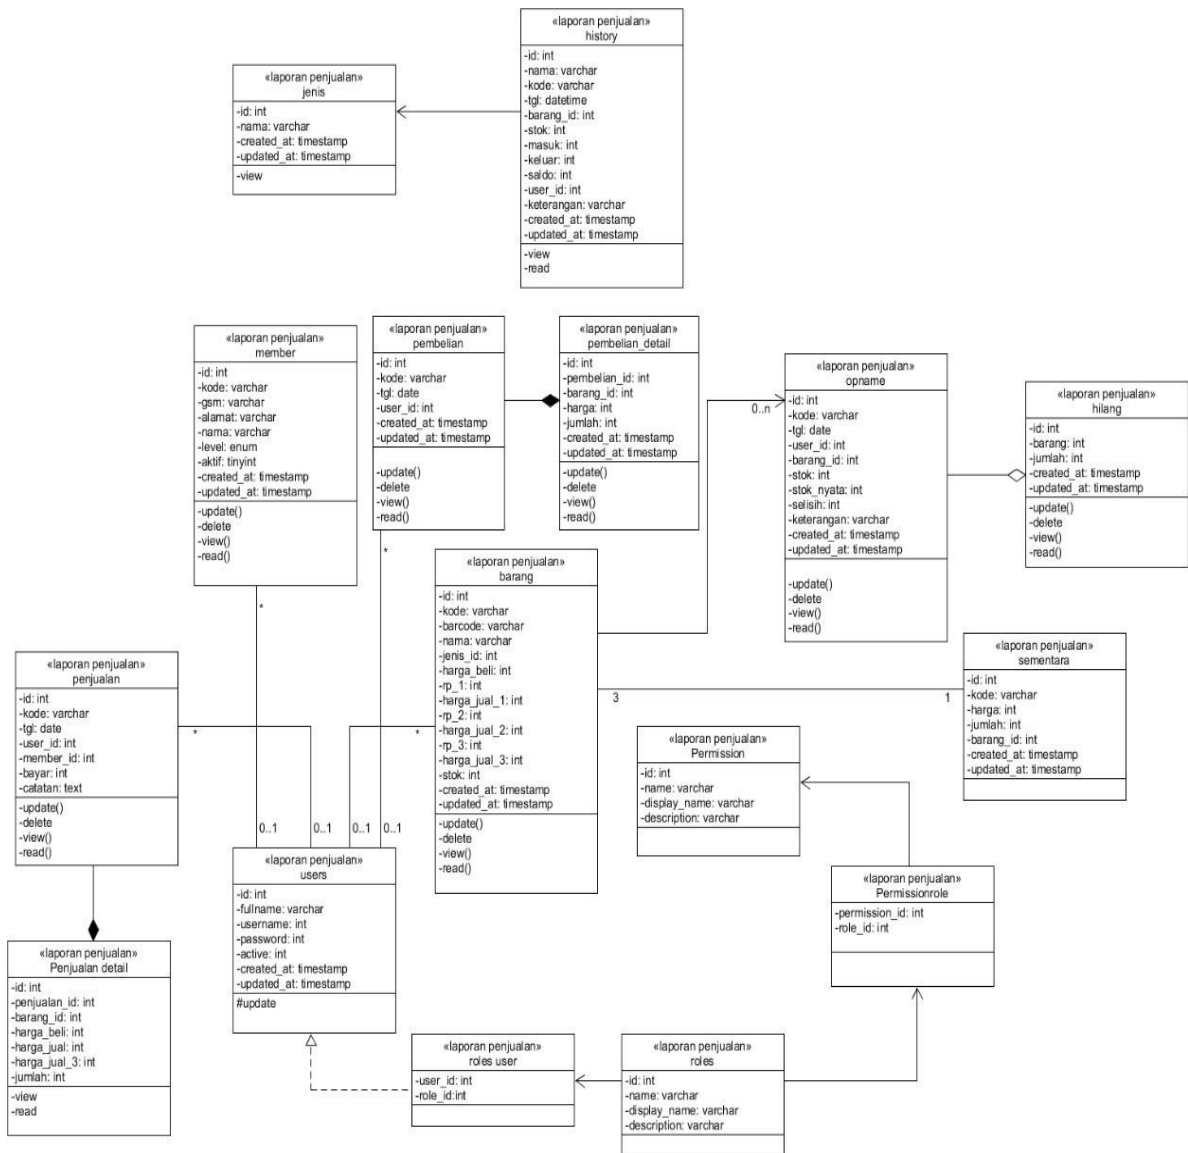 «laporan penjualan»
history
-id: int
-nama: varchar
-kode: varchar
-tgl: datetime
-barang_id: int
-stok: int
-masuk: int
-keluar: int
-saldo: int
-user_id: int
-keterangan: varchar
-created_at: timestamp
-updated_at: timestamp
-view
-read
«laporan penjualan»
jenis
-id: int
-nama: varchar
-created_at: timestamp
-updated_at: timestamp
-view
«laporan penjualan»
member
-id: int
-kode: varchar
-gsm: varchar
-alamat: varchar
-nama: varchar
-level: enum
-aktif: tinyint
-created_at: timestamp
-updated_at: timestamp
-update()
-delete
-view()
-read()
«laporan penjualan»
pembelian
-id: int
-kode: varchar
-tgl: date
-user_id: int
-created_at: timestamp
-updated_at: timestamp
-update()
-delete
-view()
-read()
«laporan penjualan»
pembelian_detail
-id: int
-pembelian_id: int
-barang_id: int
-harga: int
-jumlah: int
-created_at: timestamp
-updated_at: timestamp
-update()
-delete
-view()
-read()
0..n
«laporan penjualan»
opname
-id: int
-kode: varchar
-tgl: date
-user_id: int
-barang_id: int
-stok: int
-stok_nyata: int
-selisih: int
-keterangan: varchar
-created_at: timestamp
-updated_at: timestamp
-update()
-delete
-view()
-read()
«laporan penjualan»
hilang
-id: int
-barang: int
-jumlah: int
-created_at: timestamp
-updated_at: timestamp
-update()
-delete
-view()
-read()
*
*
«laporan penjualan»
barang
-id: int
-kode: varchar
-barcode: varchar
-nama: varchar
-jenis_id: int
-harga_beli: int
-rp_1: int
-harga_jual_1: int
-rp_2: int
-harga_jual_2: int
-rp_3: int
-harga_jual_3: int
-stok: int
-created_at: timestamp
-updated_at: timestamp
-update()
-delete
-view()
-read()
3
1
«laporan penjualan»
sementara
-id: int
-kode: varchar
-harga: int
-jumlah: int
-barang_id: int
-created_at: timestamp
-updated_at: timestamp
«laporan penjualan»
penjualan
-id: int
-kode: varchar
-tgl: date
-user_id: int
-member_id: int
-bayar: int
-catatan: text
-update()
-delete
-view()
-read()
*
*
0..1
0..1
0..1
0..1
«laporan penjualan»
Permission
-id: int
-name: varchar
-display_name: varchar
-description: varchar
«laporan penjualan»
users
-id: int
-fullname: varchar
-username: int
-password: int
-active: int
-created_at: timestamp
-updated_at: timestamp
#update
«laporan penjualan»
Permissionrole
-permission_id: int
-role_id: int
«laporan penjualan»
Penjualan detail
-id: int
-penjualan_id: int
-barang_id: int
-harga_beli: int
-harga_jual: int
-harga_jual_3: int
-jumlah: int
-view
-read
«laporan penjualan»
roles user
-user_id: int
-role_id:int
«laporan penjualan»
roles
-id: int
-name: varchar
-display_name: varchar
-description: varchar